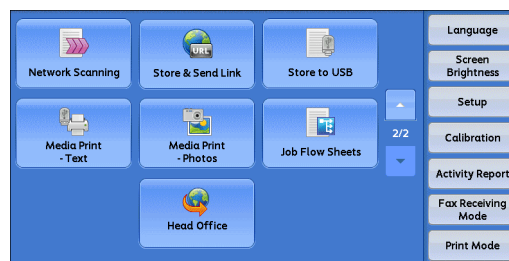 Network Scanning
URL
Store & Send Link
Store to USB
Media Print
- Text
Media Print
- Photos
Job Flow Sheets
Head Office
2/2
Language
Screen
Brightness
Setup
Calibration
Activity Report
Fax Receiving
Mode
Print Mode